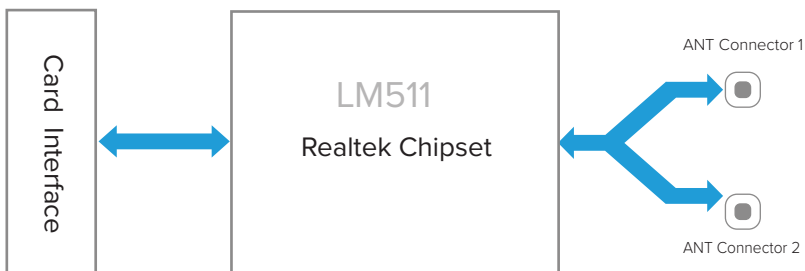 Card Interface
LM511
Realtek Chipset
ANT Connector 1
ANT Connector 2